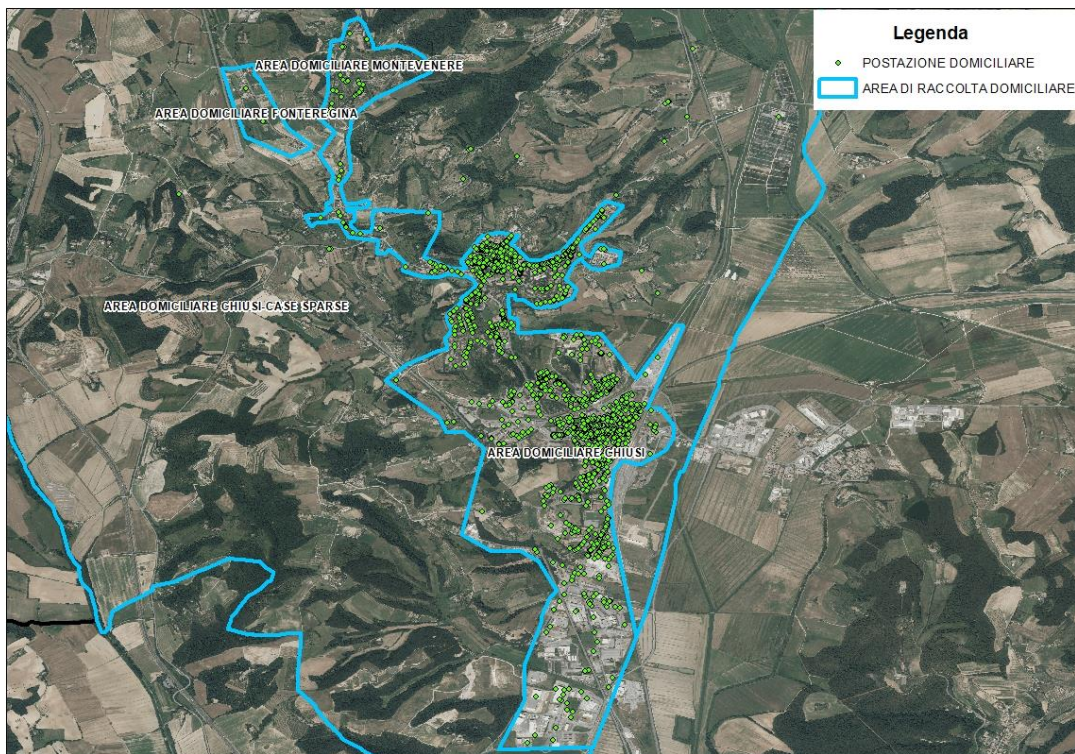 Legenda
POSTAZIONE DOMICILIARE
AREA DI RACCOLTA DOMICILIARE
AREA DOMICILIARE MONTEVENERE
AREA DOMICILIARE FONTEREGINA
AREA DOMICILIARE CHIUSI-CASE SPARSE
AREA DOMICILIARE CHIUSI